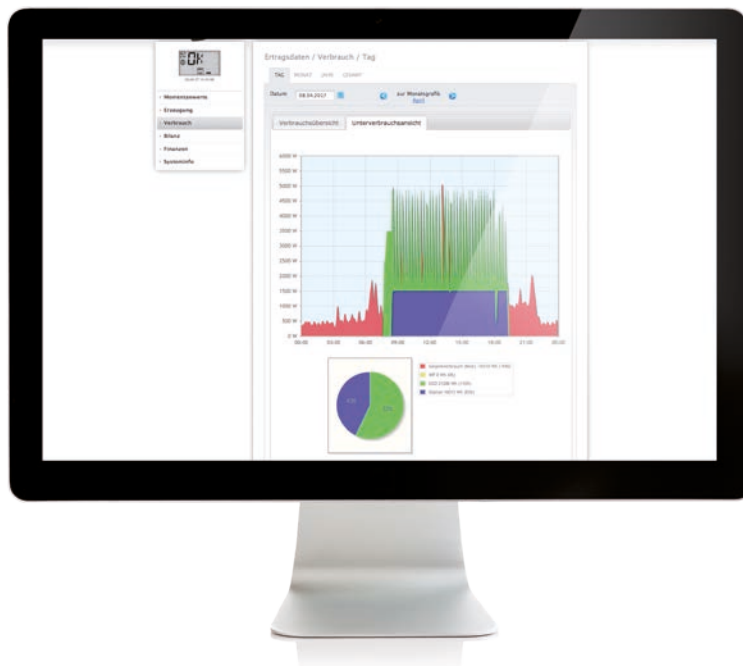 OK
Momentanwerte
Erzeugung
Verbrauch
Bilanz
Finanzen
Systeminfo
Ertragsdaten / Verbrauch / Tag
TAG MONAT JAHR GESAMT
Datum 08.04.2017 zur Monatsgrafik
April
Verbrauchsübersicht Unterverbrauchsansicht
6000 W
5500 W
5000 W
4500 W
4000 W
3500 W
3000 W
2500 W
2000 W
1500 W
1000 W
500 W
0 W
00:00 03:00 06:00 09:00 12:00 15:00 18:00 21:00 00:00